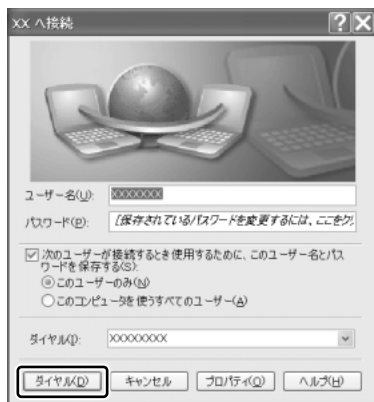 XX へ接続
ユーザー名(U): XXXXXXX
パスワード(P): [保存されているパスワードを変更するには、ここをク
次のユーザーが接続するとき使用するために、このユーザー名とパス
ワードを保存する(S):
このユーザーのみ(N)
このコンピュータを使うすべてのユーザー(A)
ダイヤル(I): XXXXXXXX
ダイヤル(D) キャンセル プロパティ(O) ヘルプ(H)